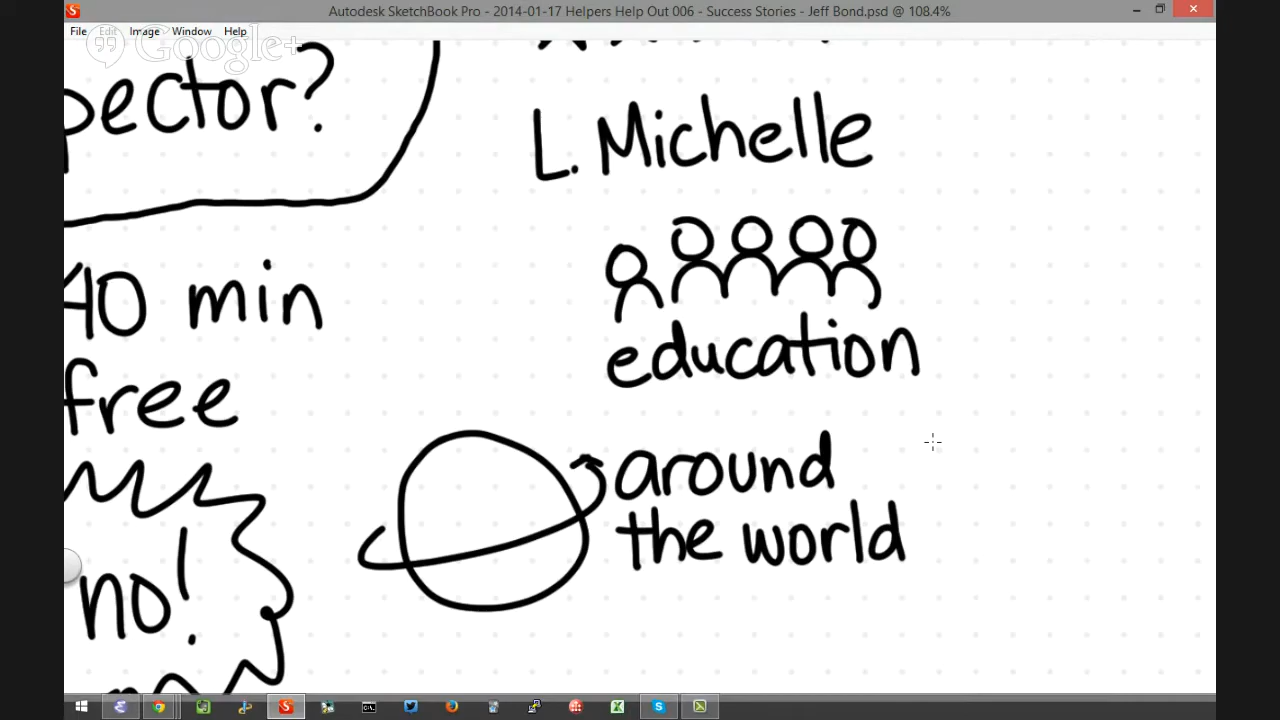 Autodesk SketchBook Pro - 2014-01-17 Helpers Help Out 006 - Success Stories - Jeff Bond.psd @ 108.4%
File Edit Image Window Help
Google+
pector?
L. Michelle
40 min
free
education
around
the world
no!